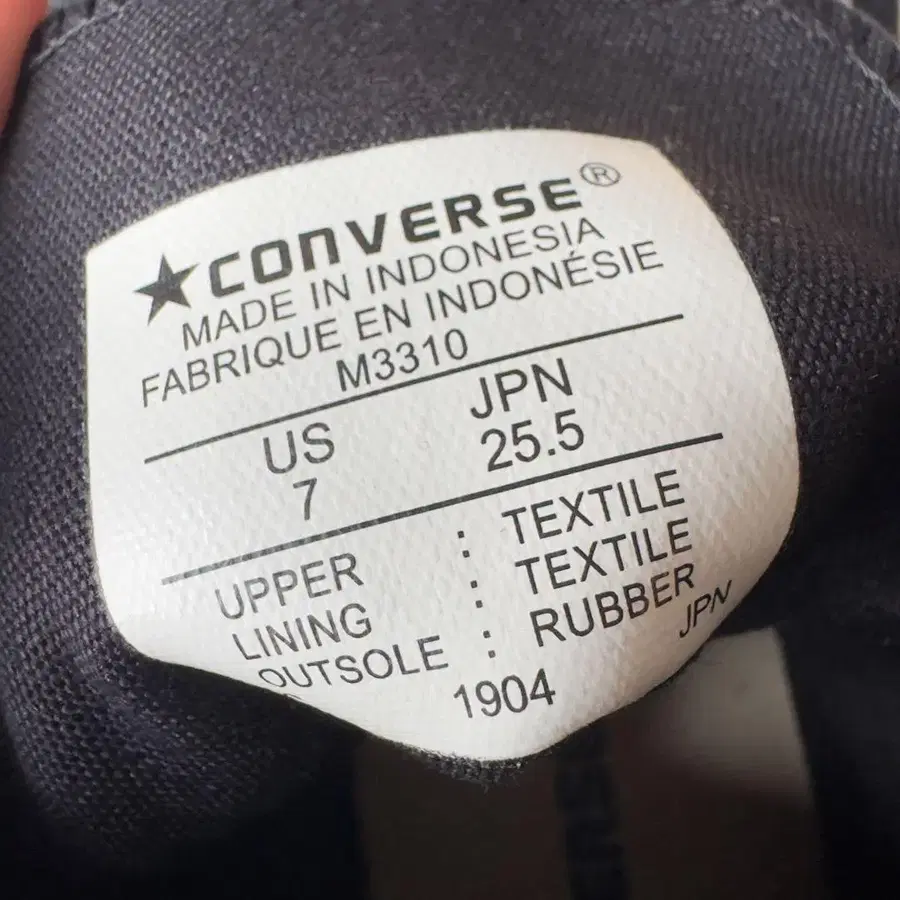 ★CONVERSE®
MADE IN INDONESIA
FABRIQUE EN INDONÉSIE
M3310
US JPN
7 25.5
UPPER : TEXTILE
LINING : TEXTILE
OUTSOLE : RUBBER
1904 JPN